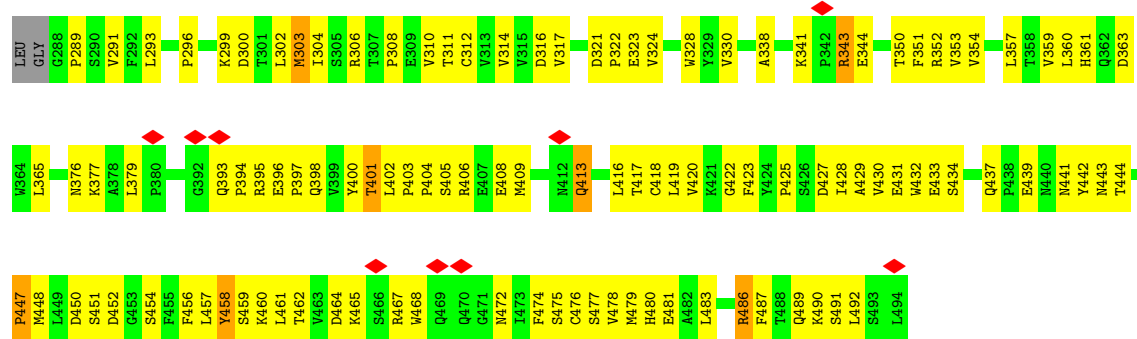 LEU GLY G288 P289 S290 V291 F292 L293 P296 K299 D300 T301 L302 M303 I304 S305 R306 T307 P308 E309 V310 T311 C312 V313 V314 V315 D316 V317 D321 P322 E323 V324 W328 Y329 V330 A338 K341 P342 R343 E344 T350 F351 R352 V353 V354 L357 T358 V359 L360 H361 Q362 D363
W364 L365 N376 K377 A378 L379 P380 G392 Q393 P394 R395 E396 P397 Q398 V399 Y400 T401 L402 P403 P404 S405 R406 E407 E408 M409 N412 Q413 L416 T417 C418 L419 V420 K421 G422 F423 Y424 P425 S426 D427 T428 A429 V430 E431 W432 E433 S434 Q437 P438 E439 N440 N441 Y442 N443 T444
P447 M448 L449 D450 S451 D452 G453 S454 F455 F456 L457 Y458 S459 K460 L461 T462 V463 D464 K465 S466 R467 W468 Q469 Q470 G471 N472 I473 F474 S475 C476 S477 V478 M479 H480 E481 A482 L483 R486 F487 T488 Q489 K490 S491 L492 S493 L494